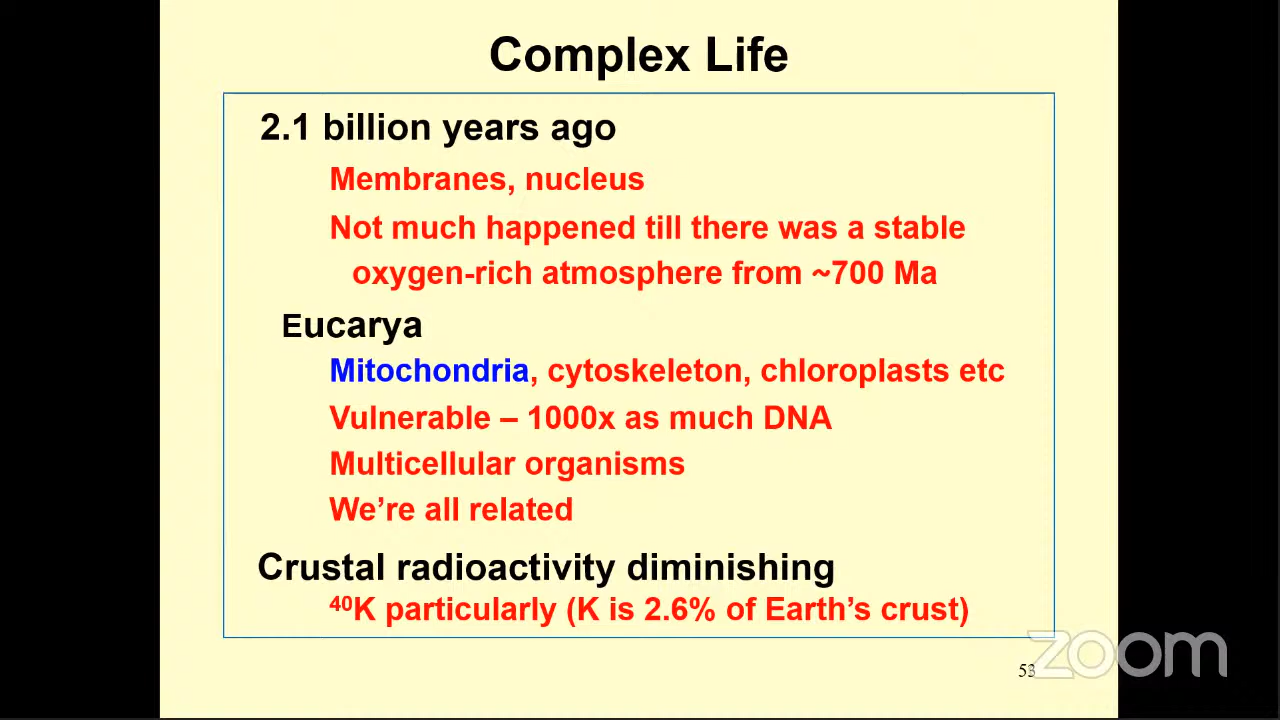 Complex Life
2.1 billion years ago
Membranes, nucleus
Not much happened till there was a stable
oxygen-rich atmosphere from ~700 Ma
Eucarya
Mitochondria, cytoskeleton, chloroplasts etc
Vulnerable – 1000x as much DNA
Multicellular organisms
We’re all related
Crustal radioactivity diminishing
⁴⁰K particularly (K is 2.6% of Earth’s crust)
53
zoom